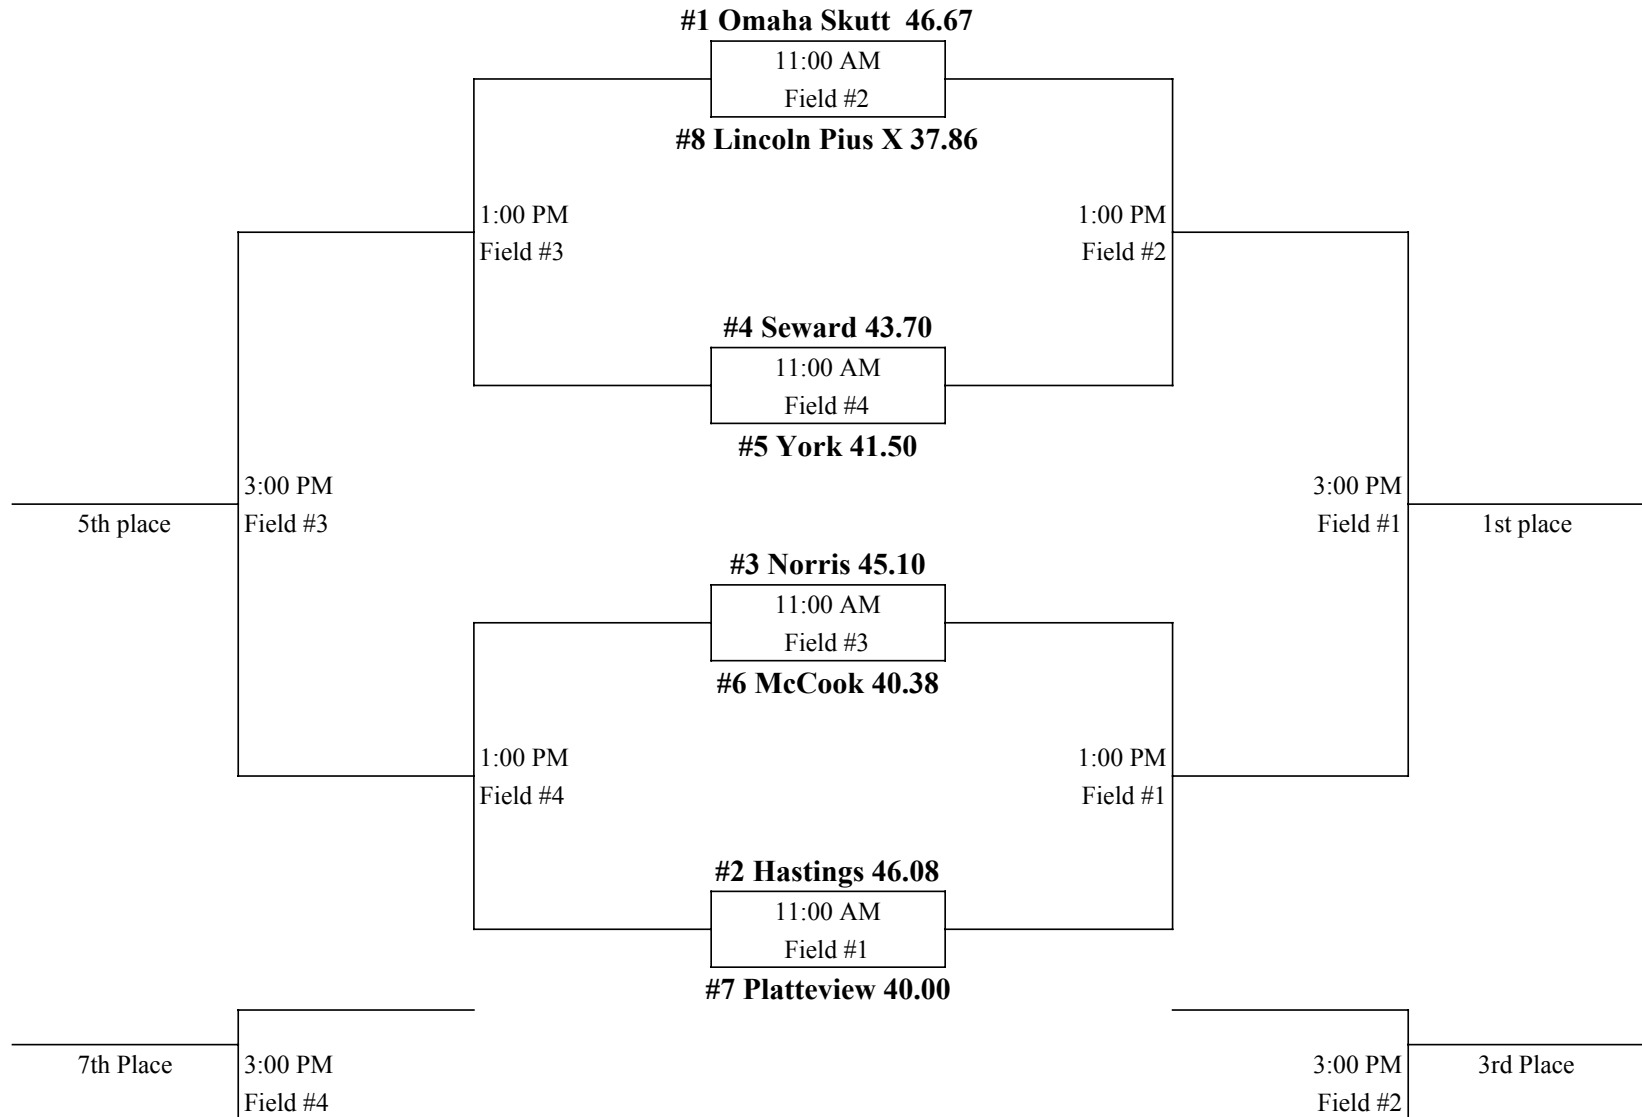 #1 Omaha Skutt  46.67
11:00 AM
Field #2
#8 Lincoln Pius X 37.86
1:00 PM
Field #3
1:00 PM
Field #2
#4 Seward 43.70
11:00 AM
Field #4
#5 York 41.50
3:00 PM
Field #3
5th place
3:00 PM
Field #1
1st place
#3 Norris 45.10
11:00 AM
Field #3
#6 McCook 40.38
1:00 PM
Field #4
1:00 PM
Field #1
#2 Hastings 46.08
11:00 AM
Field #1
#7 Platteview 40.00
7th Place
3:00 PM
Field #4
3:00 PM
Field #2
3rd Place